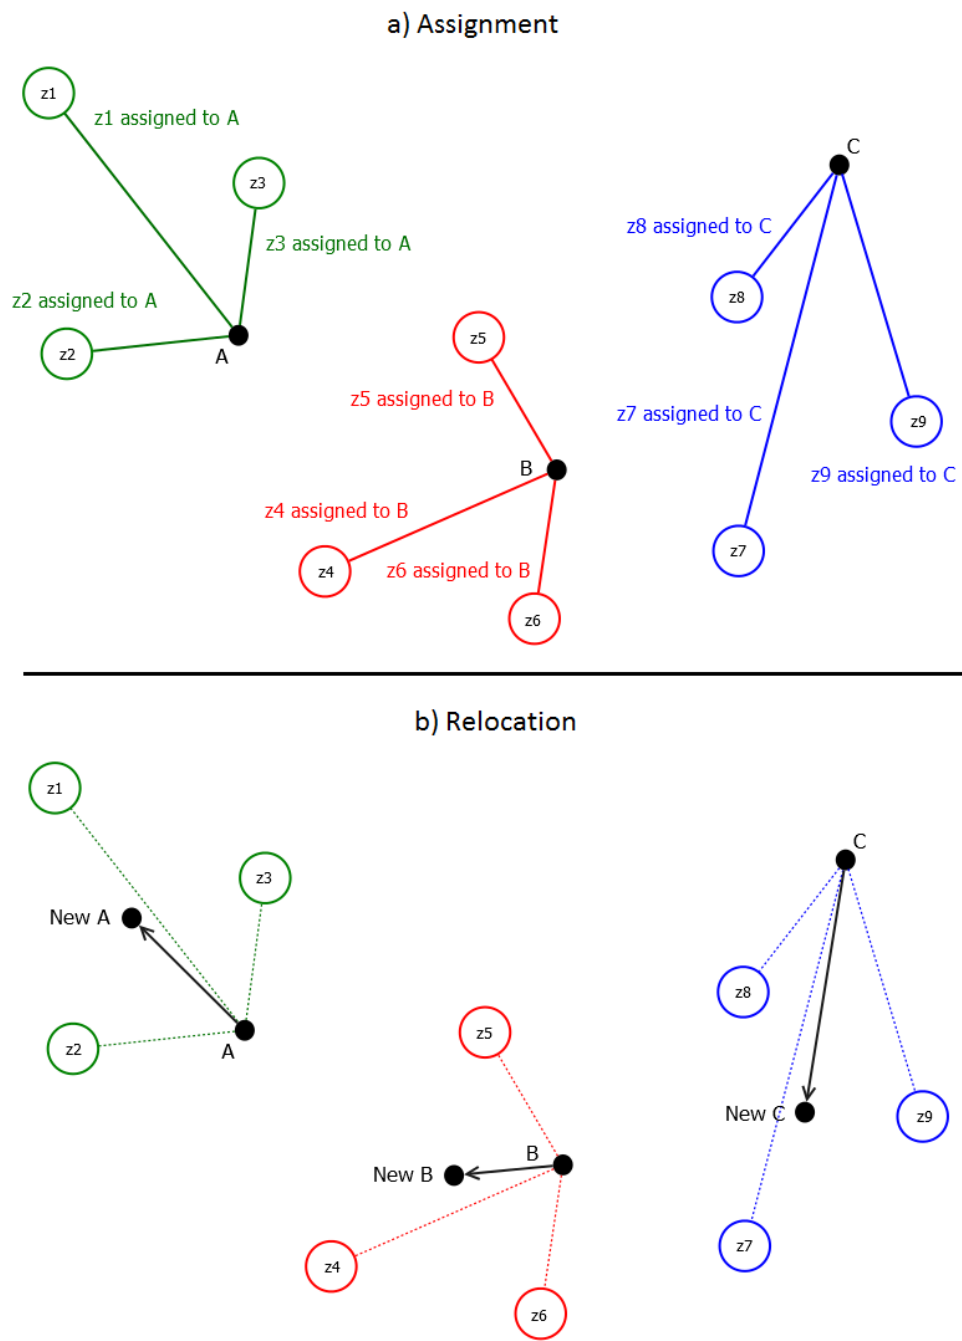 a) Assignment
z1
z1 assigned to A
z3
z3 assigned to A
z2 assigned to A
z2
A
C
z8 assigned to C
z8
z5
z5 assigned to B
z7 assigned to C
z9
B
z9 assigned to C
z4 assigned to B
z4
z6 assigned to B
z7
z6
b) Relocation
z1
z3
New A
A
z2
C
z8
z5
New C
z9
B
New B
z4
z7
z6